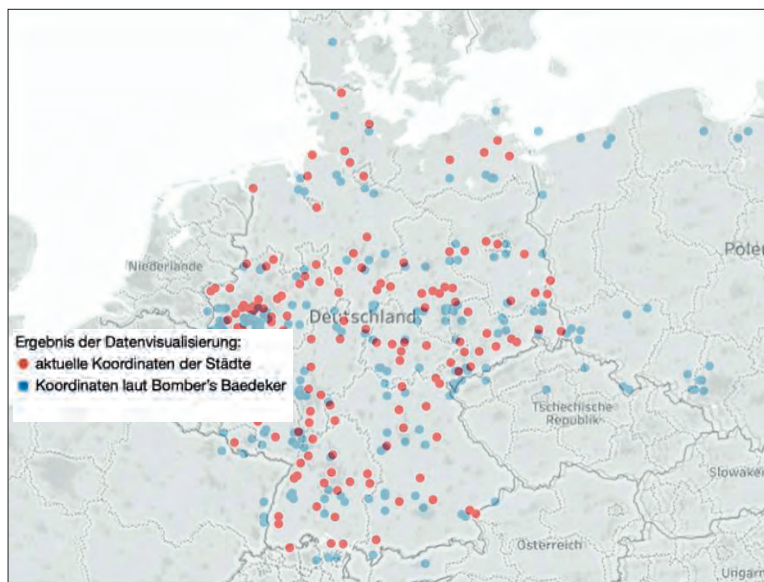 Niederlande
Polen
Deutschland
Ergebnis der Datenvisualisierung:
aktuelle Koordinaten der Städte
Koordinaten laut Bomber's Baedeker
Tschechische
Republik
Slowakei
Österreich
Ungarn